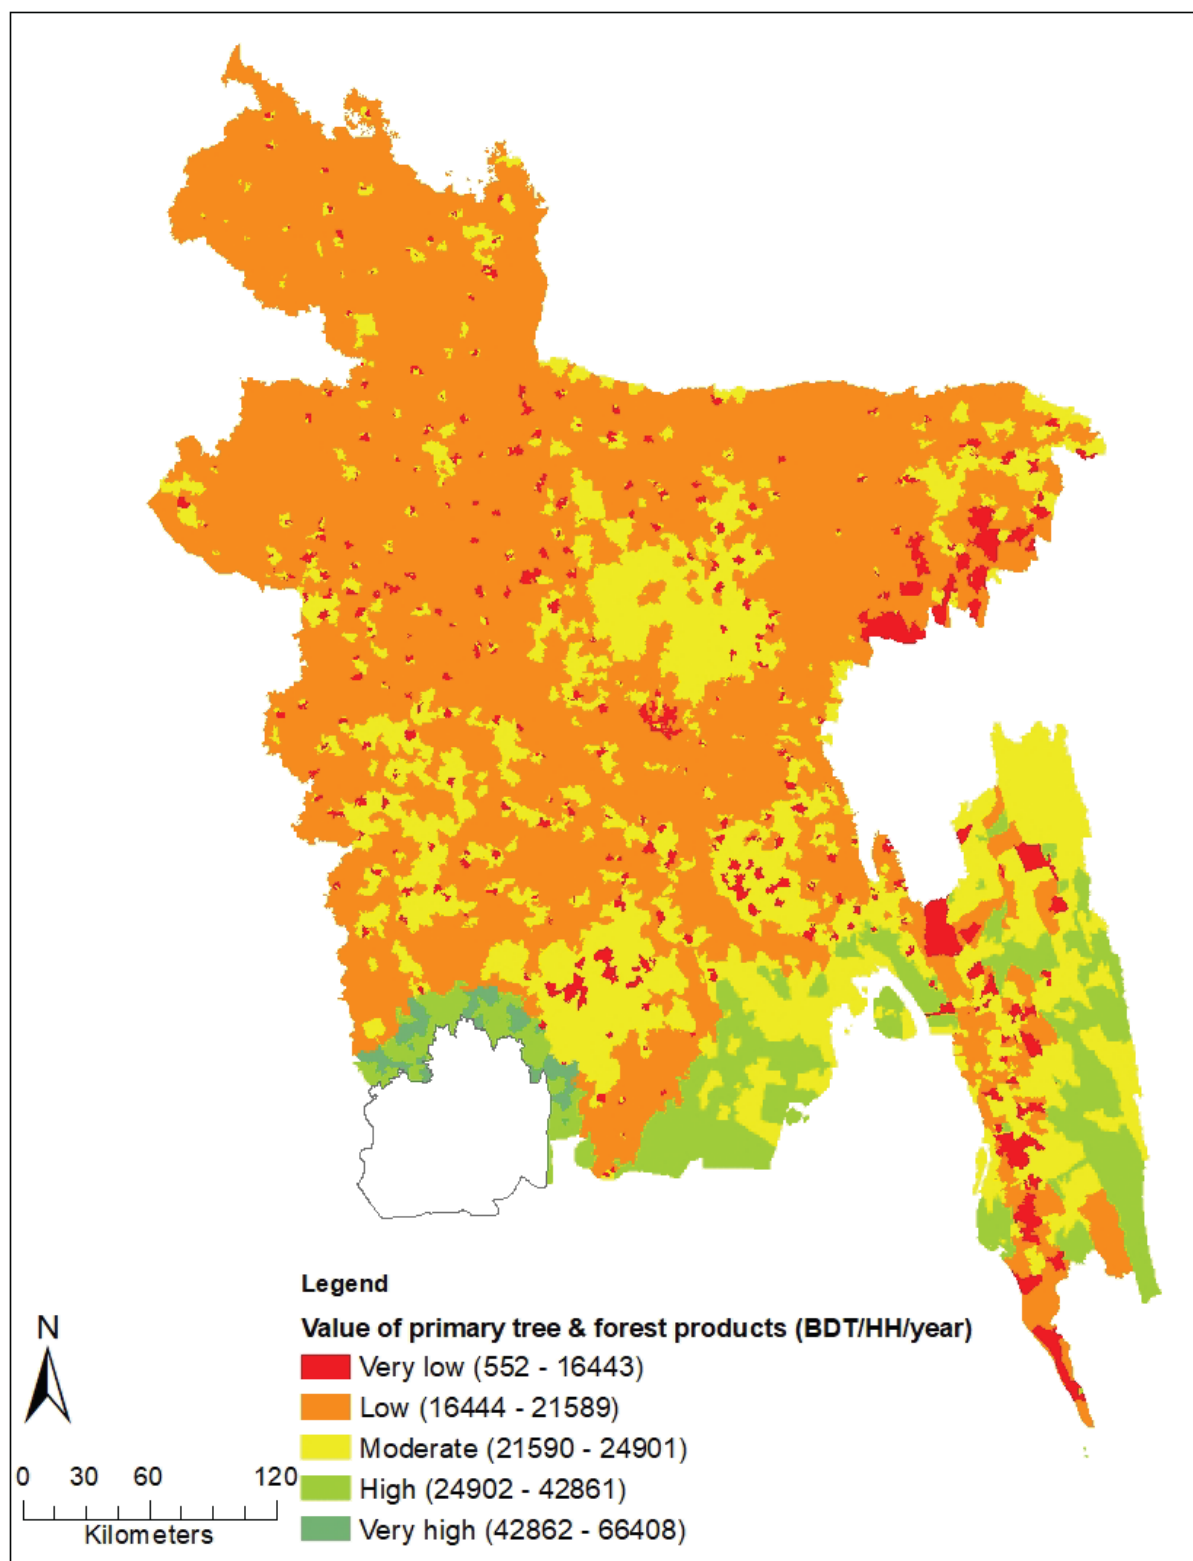 Legend
Value of primary tree & forest products (BDT/HH/year)
Very low (552 - 16443)
Low (16444 - 21589)
Moderate (21590 - 24901)
High (24902 - 42861)
Very high (42862 - 66408)
N
0 30 60 120
Kilometers